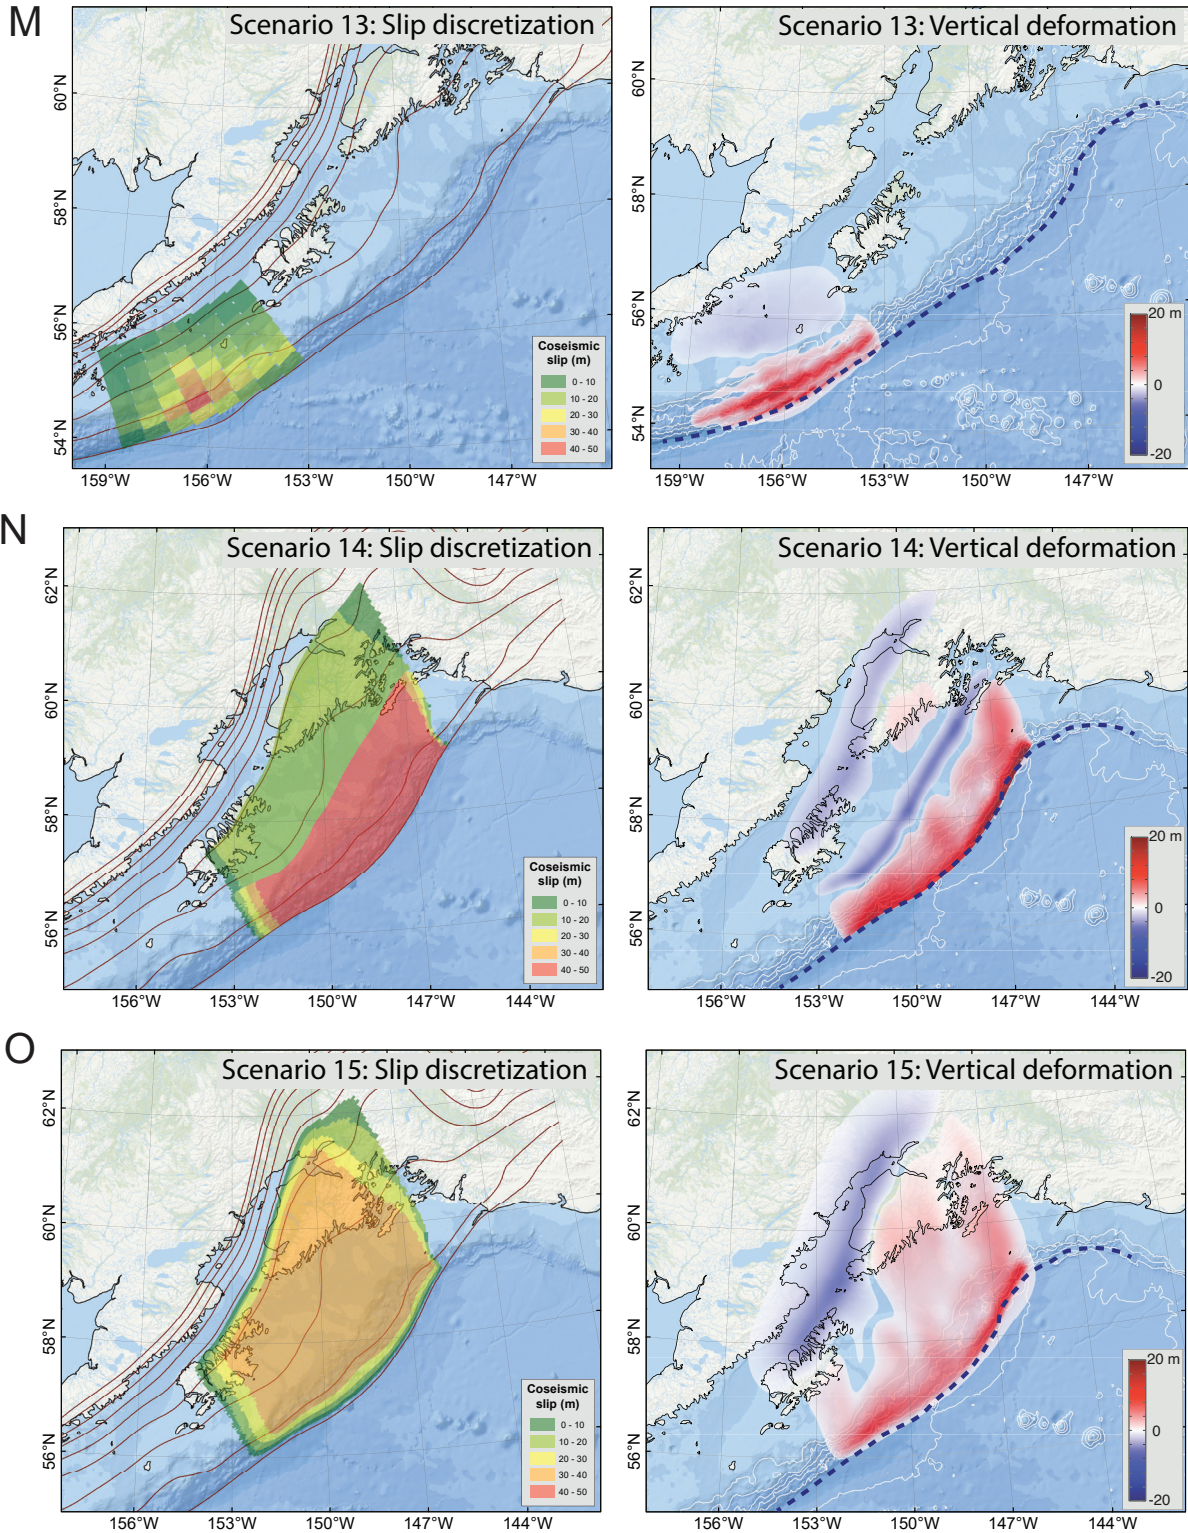 M
Scenario 13: Slip discretization
60°N
58°N
56°N
54°N
159°W 156°W 153°W 150°W 147°W
Coseismic
slip (m)
0 - 10
10 - 20
20 - 30
30 - 40
40 - 50
Scenario 13: Vertical deformation
60°N
58°N
56°N
54°N
159°W 156°W 153°W 150°W 147°W
20 m
0
-20
N
Scenario 14: Slip discretization
62°N
60°N
58°N
56°N
156°W 153°W 150°W 147°W 144°W
Coseismic
slip (m)
0 - 10
10 - 20
20 - 30
30 - 40
40 - 50
Scenario 14: Vertical deformation
62°N
60°N
58°N
56°N
156°W 153°W 150°W 147°W 144°W
20 m
0
-20
O
Scenario 15: Slip discretization
62°N
60°N
58°N
56°N
156°W 153°W 150°W 147°W 144°W
Coseismic
slip (m)
0 - 10
10 - 20
20 - 30
30 - 40
40 - 50
Scenario 15: Vertical deformation
62°N
60°N
58°N
56°N
156°W 153°W 150°W 147°W 144°W
20 m
0
-20